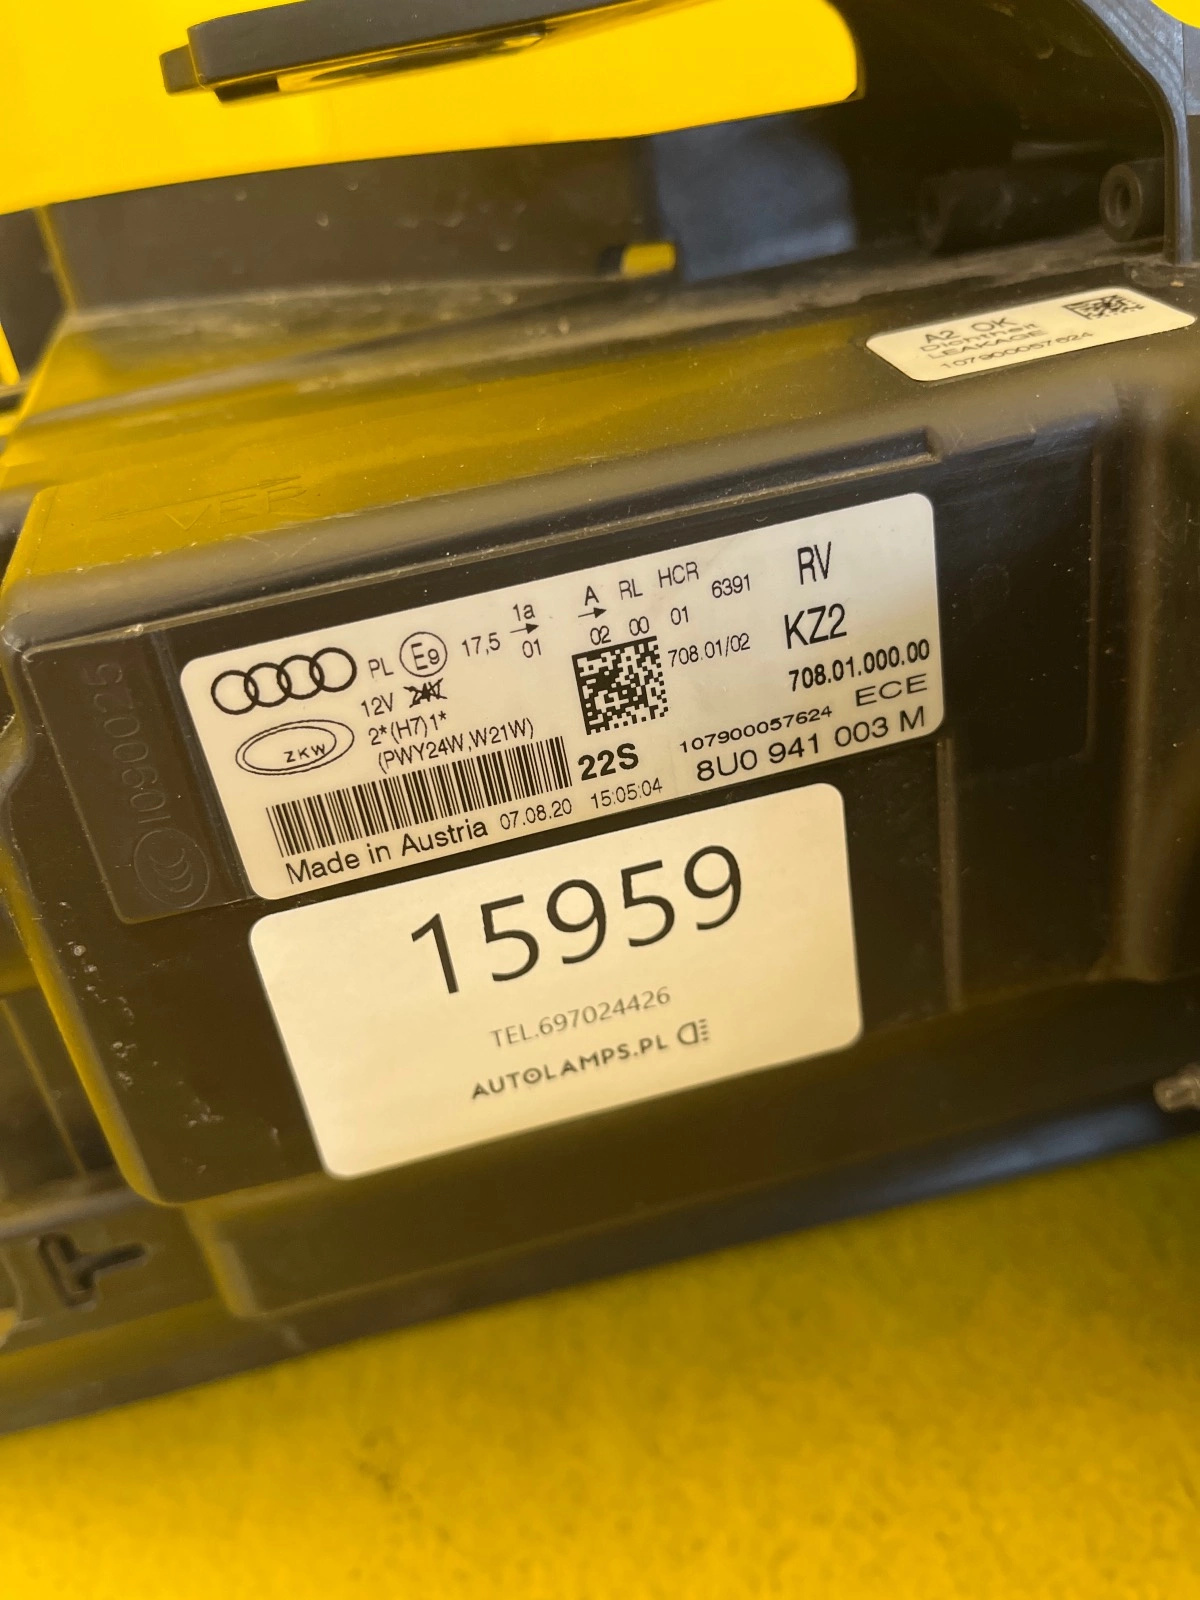 A2 OK
Dichtheit
LEAKAGE
107900057624
PL E9 17,5 1a 01 A 02 RL 00 HCR 01 6391 RV
12V 24V
708.01/02 KZ2
2*(H7)1*
(PWY24W,W21W)
ZKW
708.01.000.00
107900057624 ECE
22S 8U0 941 003 M
Made in Austria 07.08.20 15:05:04
15959
TEL.697024426
AUTOLAMPS.PL